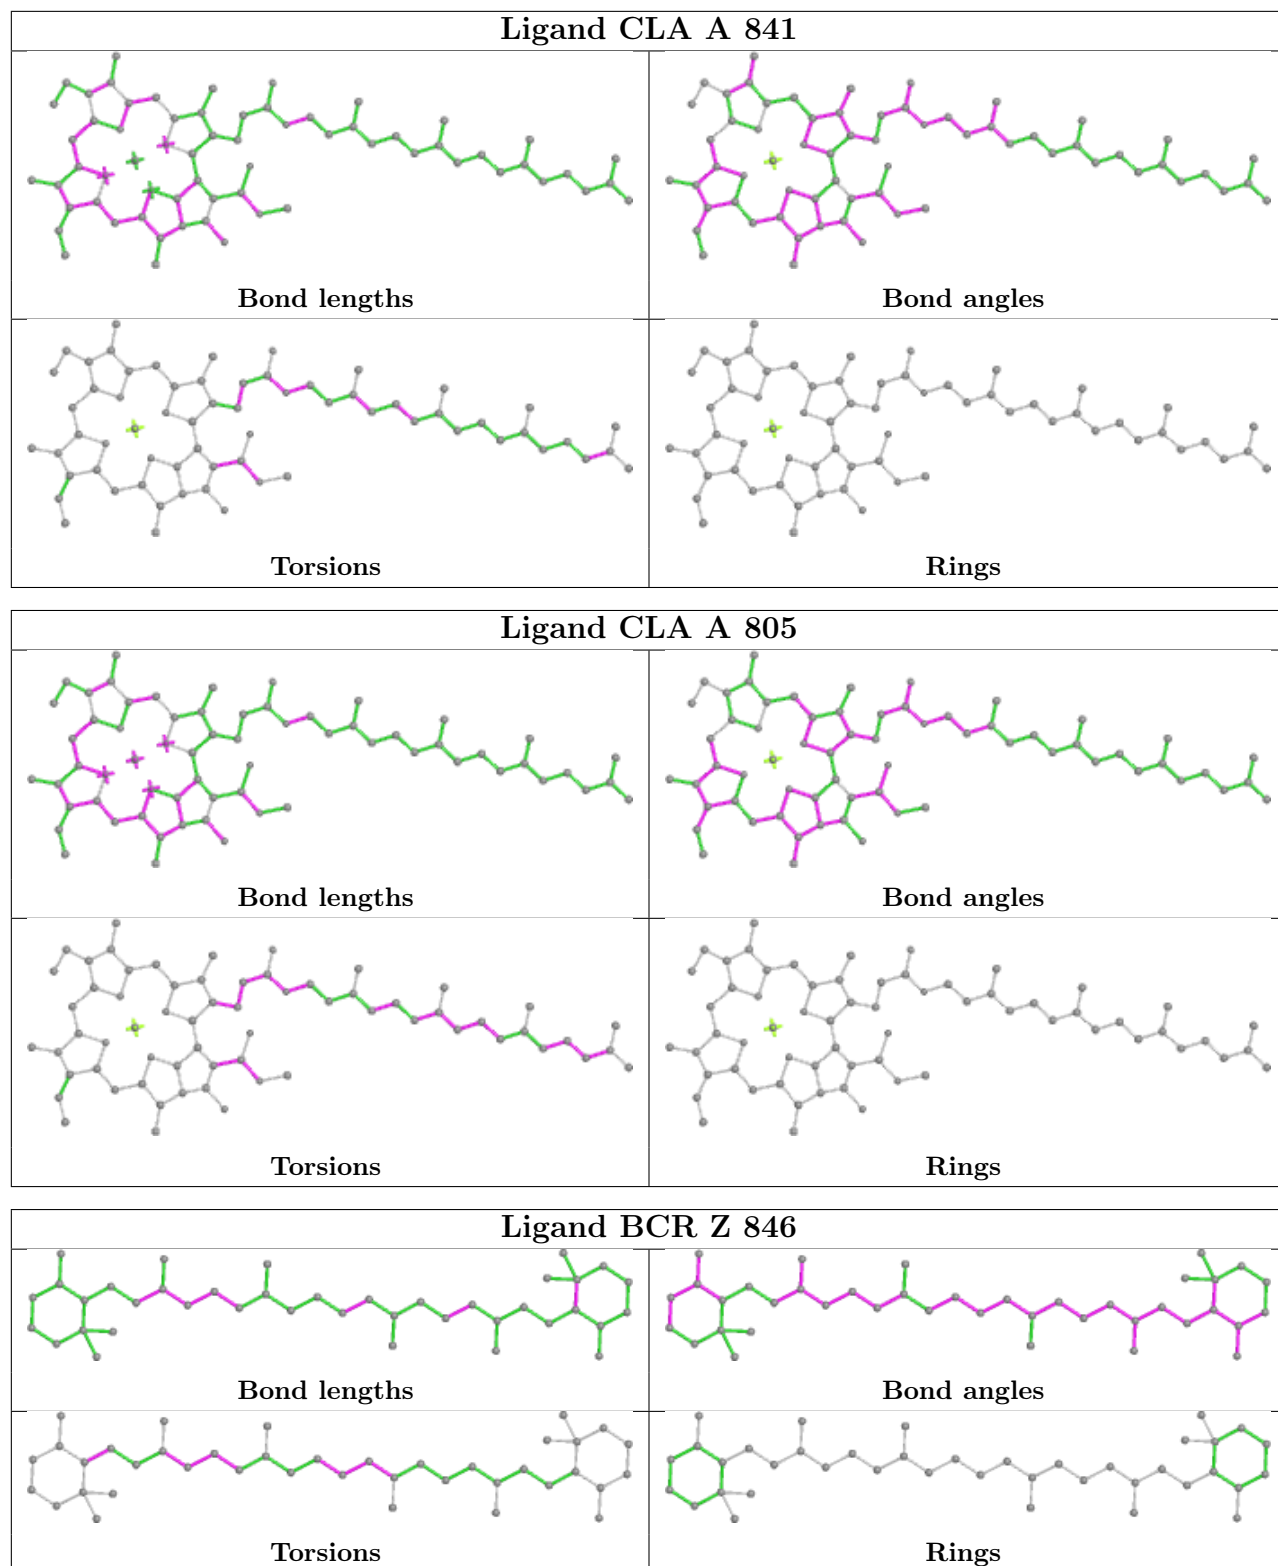 Ligand CLA A 841
Bond lengths
Bond angles
Torsions
Rings
Ligand CLA A 805
Bond lengths
Bond angles
Torsions
Rings
Ligand BCR Z 846
Bond lengths
Bond angles
Torsions
Rings